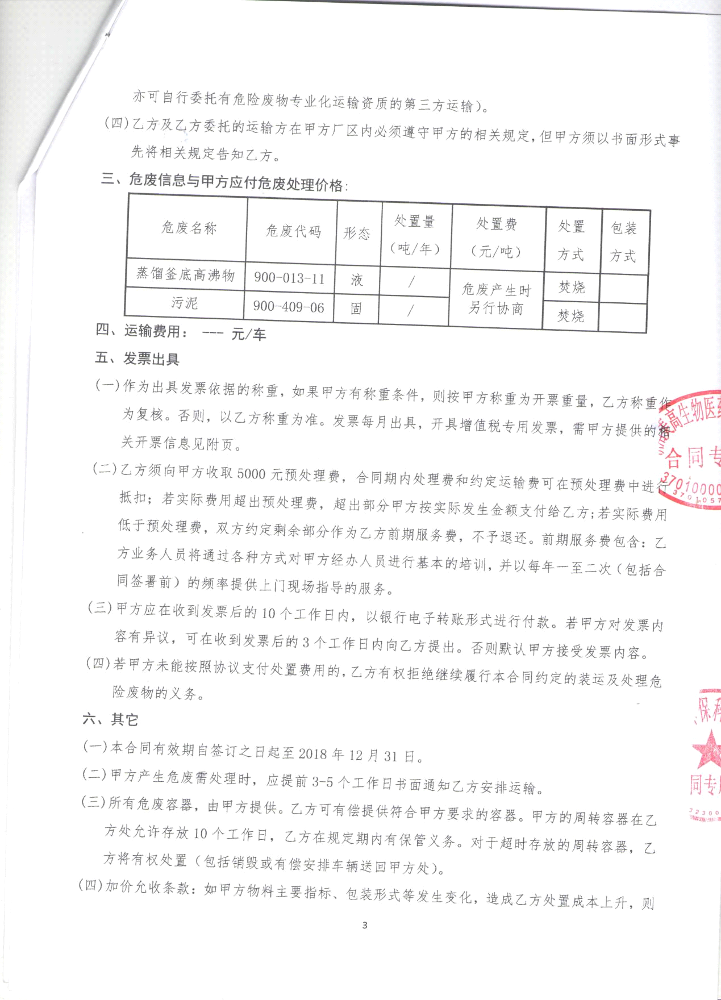 亦可自行委托有危险废物专业化运输资质的第三方运输)。
(四)乙方及乙方委托的运输方在甲方厂区内必须遵守甲方的相关规定,但甲方须以书面形式事
先将相关规定告知乙方。
三、危废信息与甲方应付危废处理价格:
危废名称 危废代码 形态 处置量(吨/年) 处置费(元/吨) 处置方式 包装方式
蒸馏釜底高沸物 900-013-11 液 / 危废产生时另行协商 焚烧
污泥 900-409-06 固 / 焚烧
四、运输费用: --- 元/车
五、发票出具
(一)作为出具发票依据的称重,如果甲方有称重条件,则按甲方称重为开票重量,乙方称重作
为复核。否则,以乙方称重为准。发票每月出具,开具增值税专用发票,需甲方提供的相
关开票信息见附页。
(二)乙方须向甲方收取 5000 元预处理费,合同期内处理费和约定运输费可在预处理费中进行
抵扣;若实际费用超出预处理费,超出部分甲方按实际发生金额支付给乙方;若实际费用
低于预处理费,双方约定剩余部分作为乙方前期服务费,不予退还。前期服务费包含:乙
方业务人员将通过各种方式对甲方经办人员进行基本的培训,并以每年一至二次(包括合
同签署前)的频率提供上门现场指导的服务。
(三)甲方应在收到发票后的 10 个工作日内,以银行电子转账形式进行付款。若甲方对发票内
容有异议,可在收到发票后的 3 个工作日内向乙方提出。否则默认甲方接受发票内容。
(四)若甲方未能按照协议支付处置费用的,乙方有权拒绝继续履行本合同约定的装运及处理危
险废物的义务。
六、其它
(一)本合同有效期自签订之日起至 2018 年 12 月 31 日。
(二)甲方产生危废需处理时,应提前 3-5 个工作日书面通知乙方安排运输。
(三)所有危废容器,由甲方提供。乙方可有偿提供符合甲方要求的容器。甲方的周转容器在乙
方处允许存放 10 个工作日,乙方在规定期内有保管义务。对于超时存放的周转容器,乙
方将有权处置(包括销毁或有偿安排车辆送回甲方处)。
(四)加价允收条款:如甲方物料主要指标、包装形式等发生变化,造成乙方处置成本上升,则
3
高生物医
合同专
37010000
3701057
保科
同专
32300